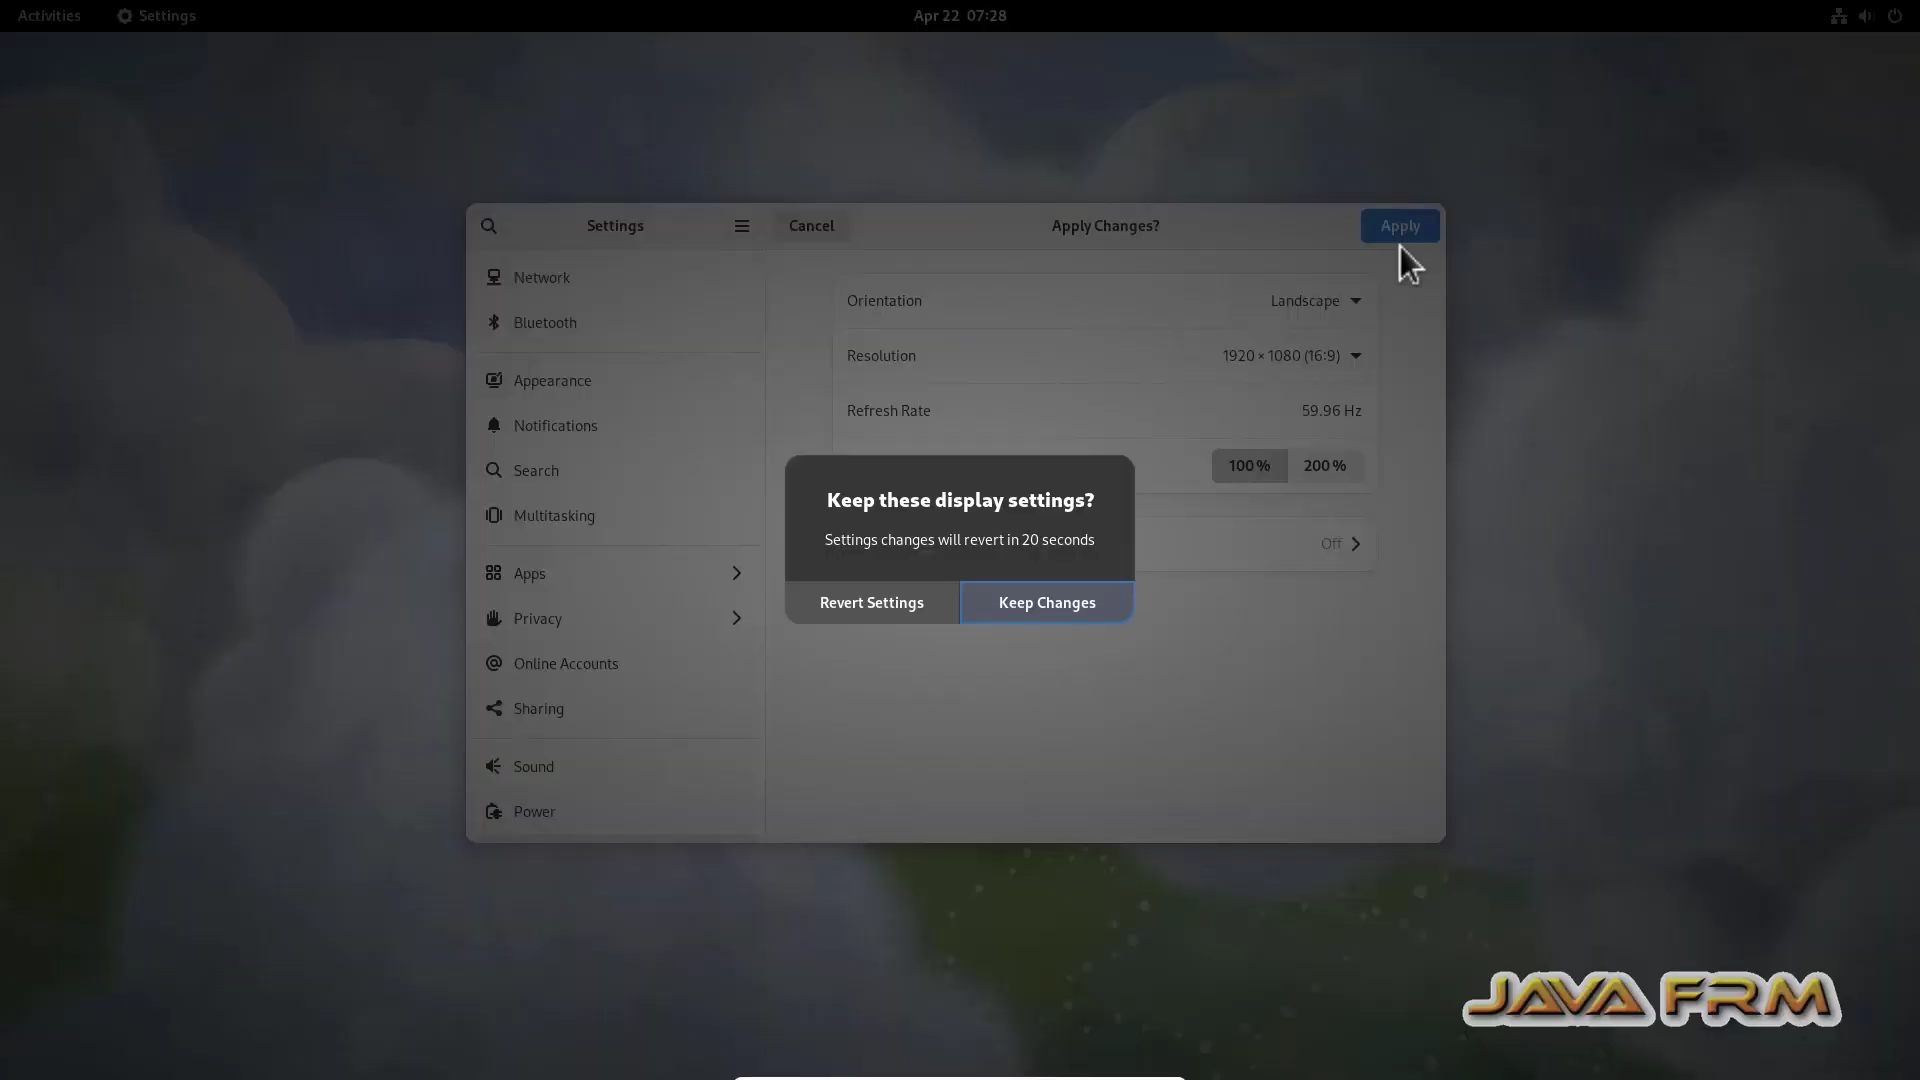 Activities
Settings
Apr 22 07:28
Settings
Cancel
Apply Changes?
Apply
Network
Bluetooth
Appearance
Notifications
Search
Multitasking
Apps
Privacy
Online Accounts
Sharing
Sound
Power
Orientation
Landscape
Resolution
1920 × 1080 (16:9)
Refresh Rate
59.96 Hz
100 %
200 %
Off
Keep these display settings?
Settings changes will revert in 20 seconds
Revert Settings
Keep Changes
JAVA FRM